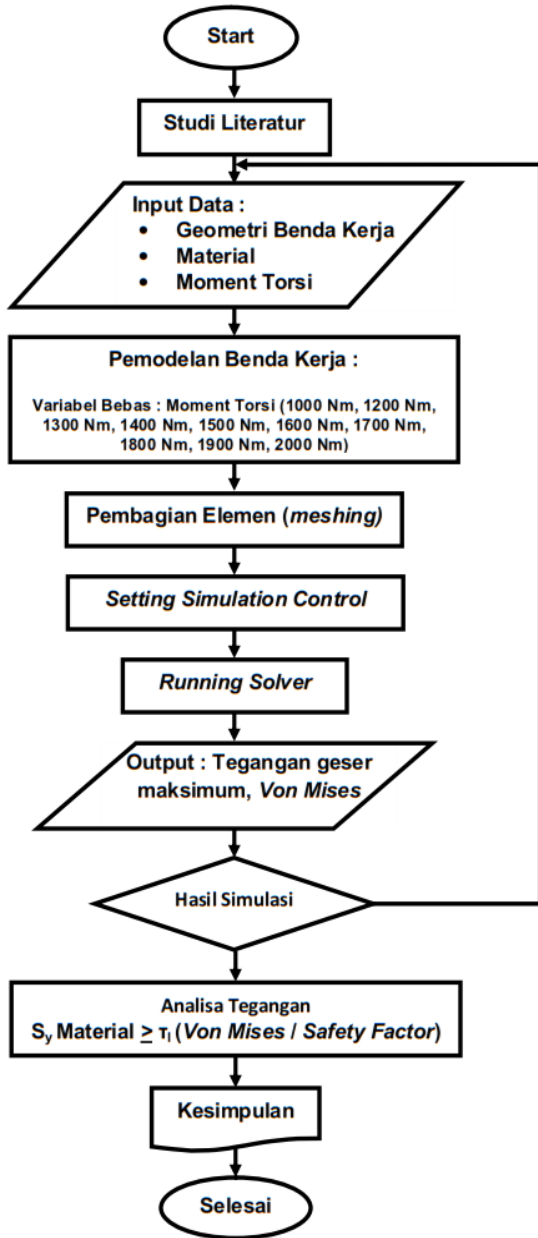 Start
Studi Literatur
Input Data :
• Geometri Benda Kerja
• Material
• Moment Torsi
Pemodelan Benda Kerja :
Variabel Bebas : Moment Torsi (1000 Nm, 1200 Nm,
1300 Nm, 1400 Nm, 1500 Nm, 1600 Nm, 1700 Nm,
1800 Nm, 1900 Nm, 2000 Nm)
Pembagian Elemen (meshing)
Setting Simulation Control
Running Solver
Output : Tegangan geser
maksimum, Von Mises
Hasil Simulasi
Analisa Tegangan
Sy Material ≥ τI (Von Mises / Safety Factor)
Kesimpulan
Selesai